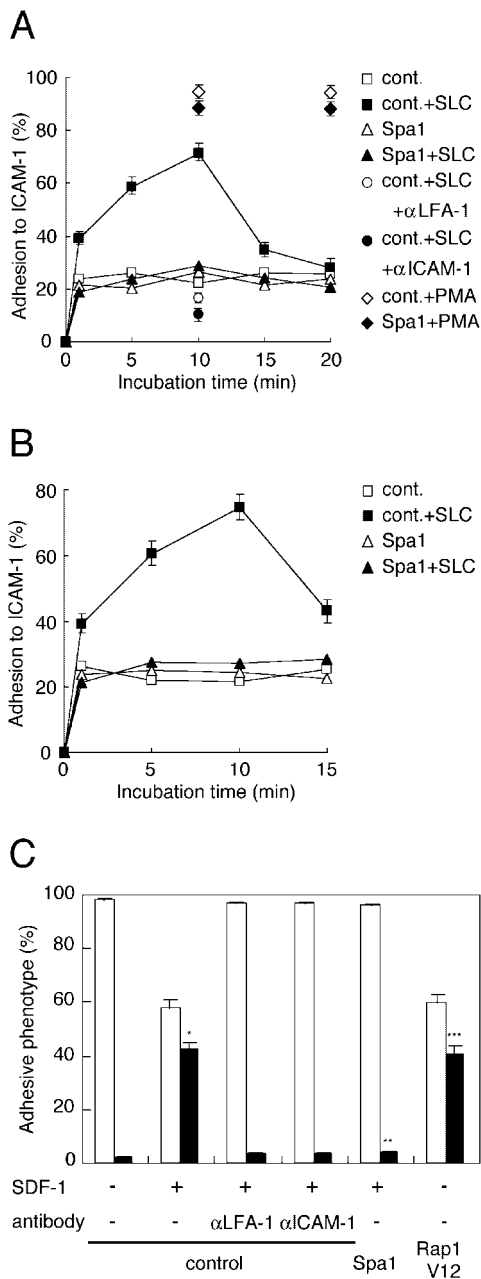 A
Adhesion to ICAM-1 (%)
100
80
60
40
20
0
0 5 10 15 20
Incubation time (min)
cont.
cont.+SLC
Spa1
Spa1+SLC
cont.+SLC
+αLFA-1
cont.+SLC
+αICAM-1
cont.+PMA
Spa1+PMA
B
Adhesion to ICAM-1 (%)
80
60
40
20
0
0 5 10 15
Incubation time (min)
cont.
cont.+SLC
Spa1
Spa1+SLC
C
Adhesive phenotype (%)
100
80
60
40
20
0
* ** ***
SDF-1 - + + + + -
antibody - - αLFA-1 αICAM-1 - -
control Spa1 Rap1
V12